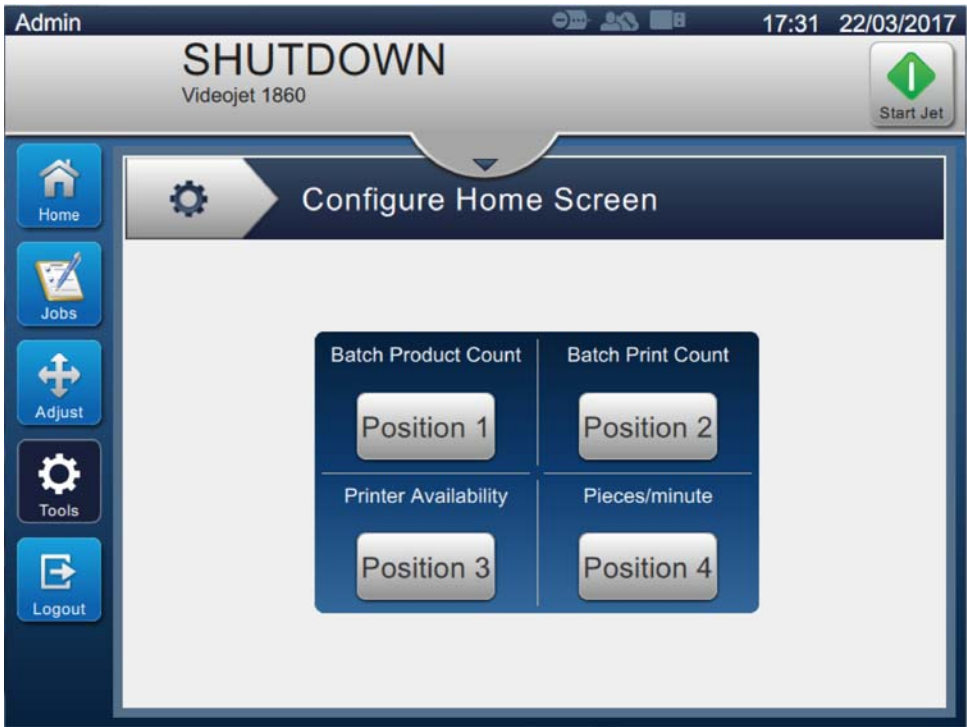 Admin
17:31 22/03/2017
SHUTDOWN
Videojet 1860
Start Jet
Home
Configure Home Screen
Jobs
Batch Product Count
Batch Print Count
Adjust
Position 1
Position 2
Tools
Printer Availability
Pieces/minute
Position 3
Position 4
Logout